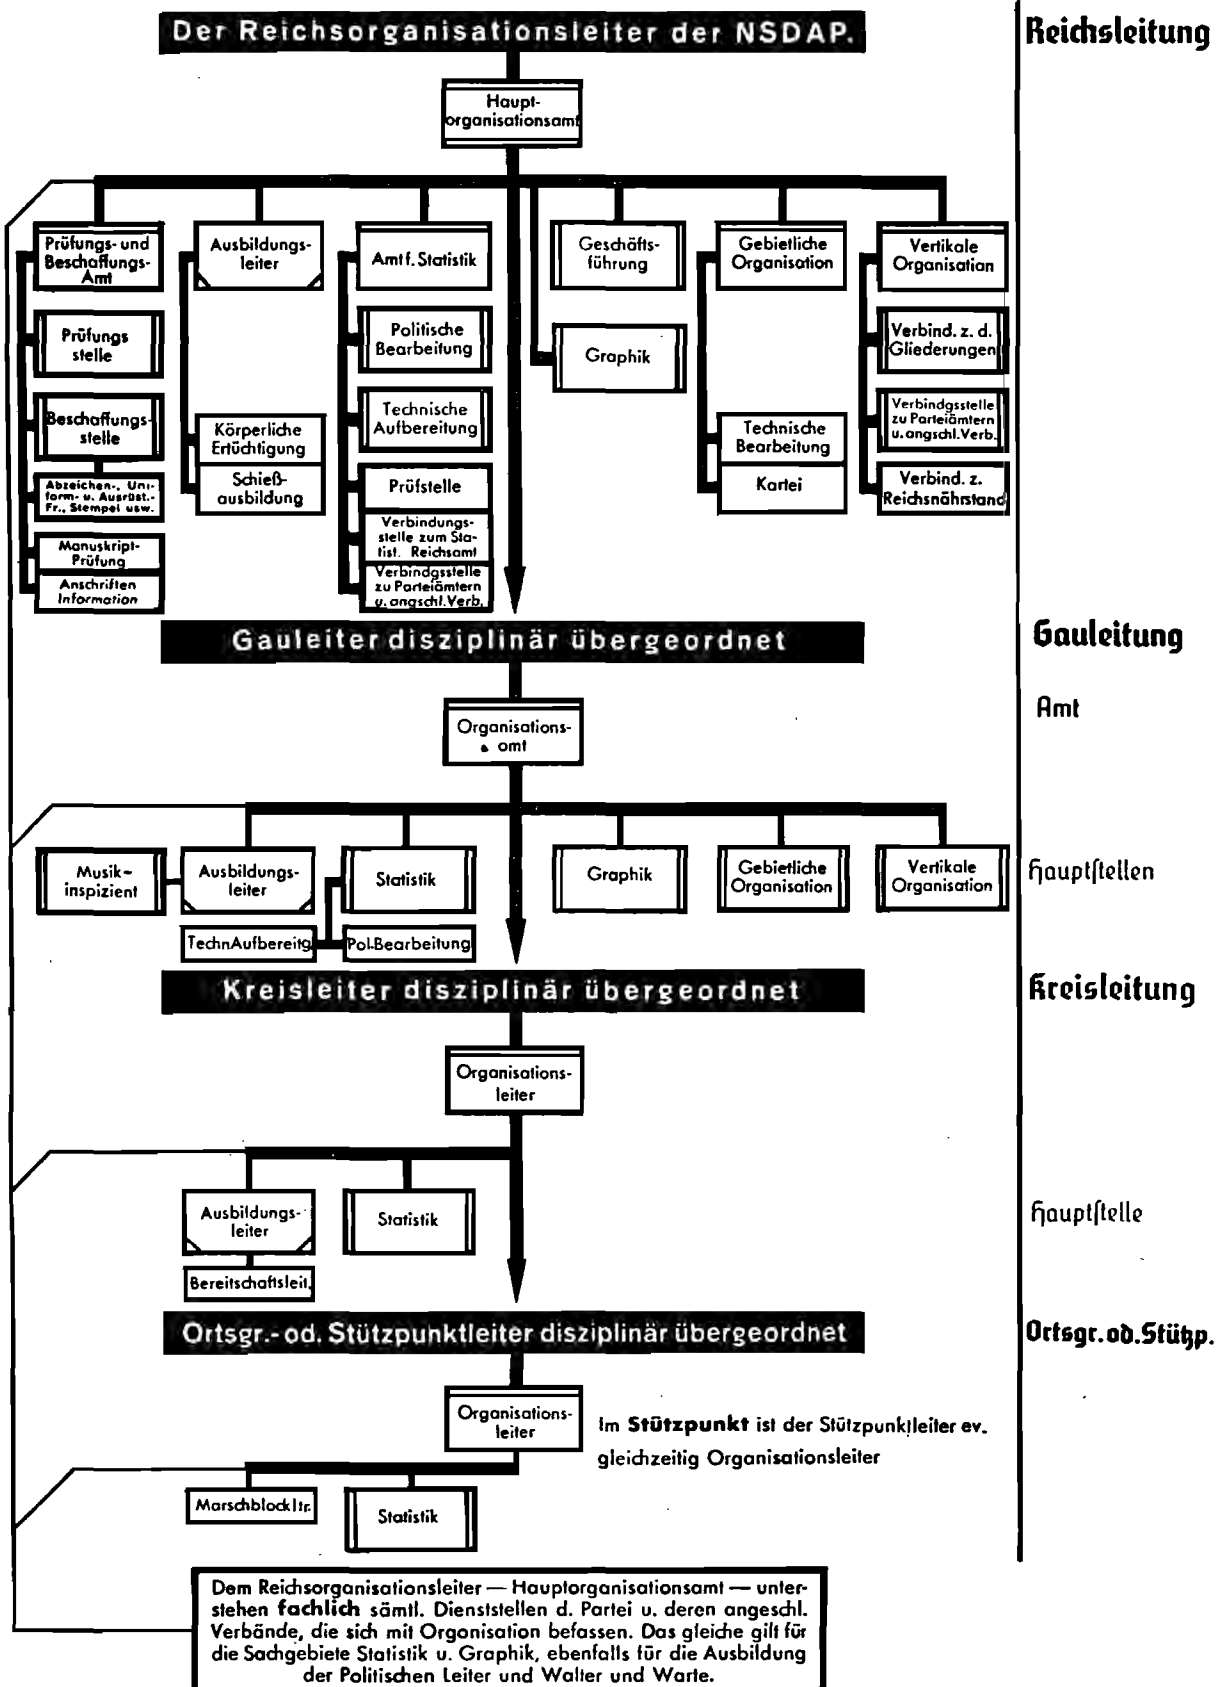 Der Reichsorganisationsleiter der NSDAP.
Reichsleitung
Haupt-
organisationsamt
Prüfungs- und
Beschaffungs-
Amt
Prüfungs
stelle
Beschaffungs-
stelle
Abzeichen-, Uni-
form- u. Ausrüst.-
Fr., Stempel usw.
Manuskript-
Prüfung
Anschriften
Information
Ausbildungs-
leiter
Körperliche
Ertüchtigung
Schieß-
ausbildung
Amt f. Statistik
Politische
Bearbeitung
Technische
Aufbereitung
Prüfstelle
Verbindungs-
stelle zum Sta-
tist. Reichsamt
Verbindgsstelle
zu Parteiämtern
u. angschl. Verb.
Geschäfts-
führung
Graphik
Gebietliche
Organisation
Technische
Bearbeitung
Kartei
Vertikale
Organisation
Verbind. z. d.
Gliederungen
Verbindgsstelle
zu Parteiämtern
u. angschl. Verb.
Verbind. z.
Reichsnährstand
Gauleiter disziplinär übergeordnet
Gauleitung
Organisations-
amt
Amt
Musik-
inspizient
Ausbildungs-
leiter
Statistik
Techn Aufbereitg.
Pol. Bearbeitung
Graphik
Gebietliche
Organisation
Vertikale
Organisation
Hauptstellen
Kreisleiter disziplinär übergeordnet
Kreisleitung
Organisations-
leiter
Ausbildungs-
leiter
Statistik
Bereitschaftsleit.
Hauptstelle
Ortsgr.- od. Stützpunktleiter disziplinär übergeordnet
Ortsgr. od. Stützp.
Organisations-
leiter
Im Stützpunkt ist der Stützpunktleiter ev.
gleichzeitig Organisationsleiter
Marschblockltr.
Statistik
Dem Reichsorganisationsleiter — Hauptorganisationsamt — unter-
stehen fachlich sämtl. Dienststellen d. Partei u. deren angeschl.
Verbände, die sich mit Organisation befassen. Das gleiche gilt für
die Sachgebiete Statistik u. Graphik, ebenfalls für die Ausbildung
der Politischen Leiter und Walter und Warte.